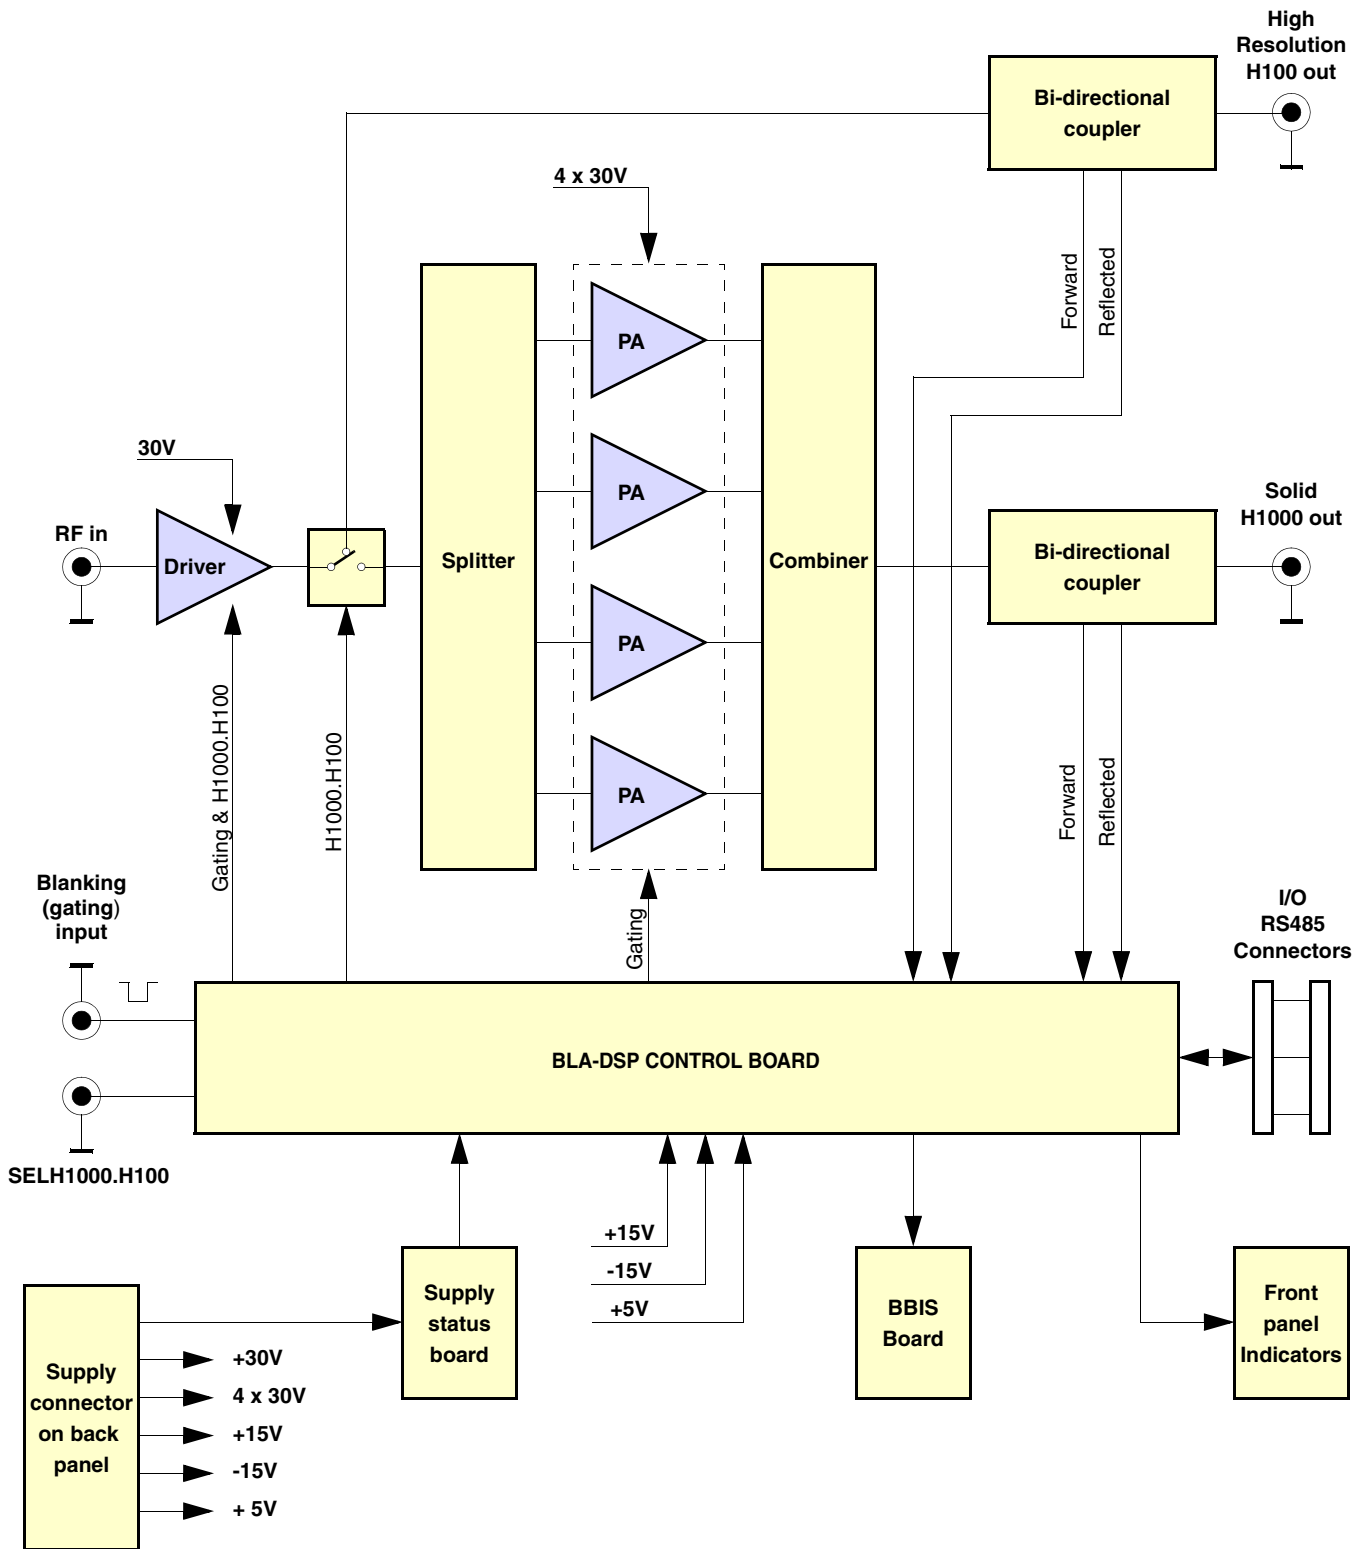 High
Resolution
H100 out
Bi-directional
coupler
4 x 30V
Forward
Reflected
PA
PA
PA
PA
30V
RF in
Driver
Splitter
Combiner
Bi-directional
coupler
Solid
H1000 out
Gating & H1000.H100
H1000.H100
Gating
Forward
Reflected
Blanking
(gating)
input
I/O
RS485
Connectors
BLA-DSP CONTROL BOARD
SELH1000.H100
+15V
-15V
+5V
Supply
status
board
BBIS
Board
Front
panel
Indicators
Supply
connector
on back
panel
+30V
4 x 30V
+15V
-15V
+ 5V